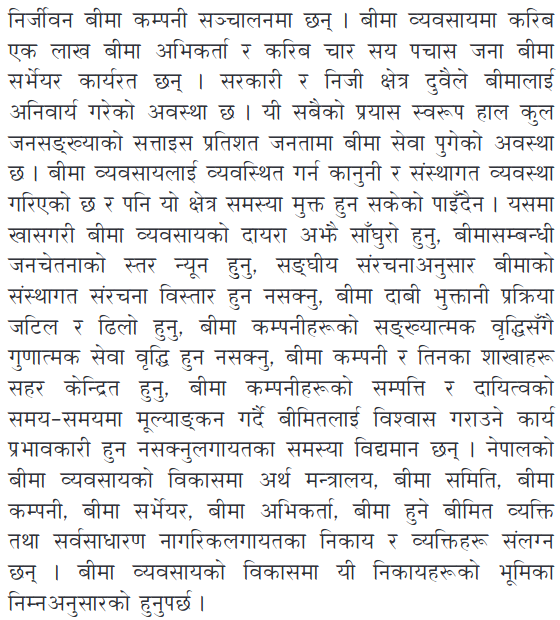 निर्जीवन बीमा कम्पनी सञ्चालनमा छन् । बीमा व्यवसायमा करिब
एक लाख बीमा अभिकर्ता र करिब चार सय पचास जना बीमा
सर्भेयर कार्यरत छन् । सरकारी र निजी क्षेत्र दुवैले बीमालाई
अनिवार्य गरेको अवस्था छ । यी सबैको प्रयास स्वरूप हाल कुल
जनसङ्ख्याको सत्ताइस प्रतिशत जनतामा बीमा सेवा पुगेको अवस्था
छ । बीमा व्यवसायलाई व्यवस्थित गर्न कानुनी र संस्थागत व्यवस्था
गरिएको छ र पनि यो क्षेत्र समस्या मुक्त हुन सकेको पाइँदैन । यसमा
खासगरी बीमा व्यवसायको दायरा अझै साँघुरो हुनु, बीमासम्बन्धी
जनचेतनाको स्तर न्यून हुनु, सङ्घीय संरचनाअनुसार बीमाको
संस्थागत संरचना विस्तार हुन नसक्नु, बीमा दाबी भुक्तानी प्रक्रिया
जटिल र ढिलो हुनु, बीमा कम्पनीहरूको सङ्ख्यात्मक वृद्धिसँगै
गुणात्मक सेवा वृद्धि हुन नसक्नु, बीमा कम्पनी र तिनका शाखाहरू
सहर केन्द्रित हुनु, बीमा कम्पनीहरूको सम्पत्ति र दायित्वको
समय-समयमा मूल्याङ्कन गर्दै बीमितलाई विश्वास गराउने कार्य
प्रभावकारी हुन नसक्नुलगायतका समस्या विद्यमान छन् । नेपालको
बीमा व्यवसायको विकासमा अर्थ मन्त्रालय, बीमा समिति, बीमा
कम्पनी, बीमा सर्भेयर, बीमा अभिकर्ता, बीमा हुने बीमित व्यक्ति
तथा सर्वसाधारण नागरिकलगायतका निकाय र व्यक्तिहरू संलग्न
छन् । बीमा व्यवसायको विकासमा यी निकायहरूको भूमिका
निम्नअनुसारको हुनुपर्छ ।